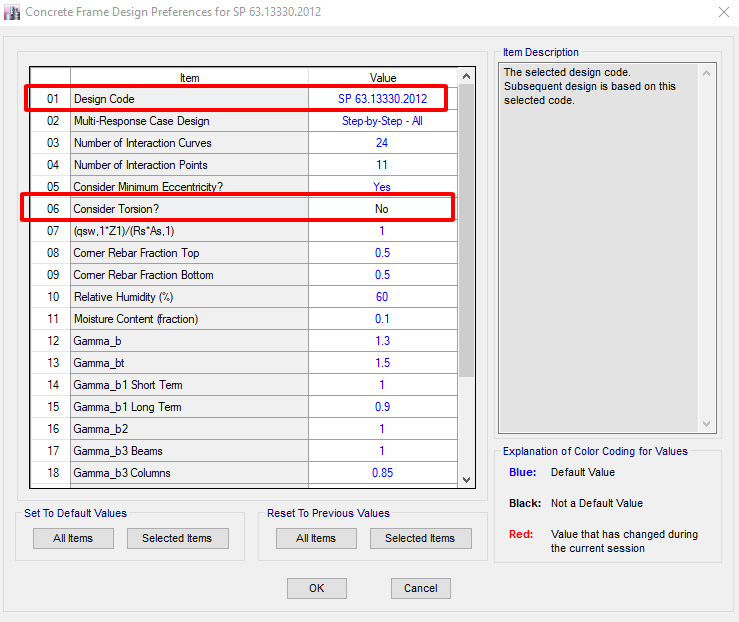 Concrete Frame Design Preferences for SP 63.13330.2012
Item Value
01 Design Code SP 63.13330.2012
02 Multi-Response Case Design Step-by-Step - All
03 Number of Interaction Curves 24
04 Number of Interaction Points 11
05 Consider Minimum Eccentricity? Yes
06 Consider Torsion? No
07 (qsw,1*Z1)/(Rs*As,1) 1
08 Corner Rebar Fraction Top 0.5
09 Corner Rebar Fraction Bottom 0.5
10 Relative Humidity (%) 60
11 Moisture Content (fraction) 0.1
12 Gamma_b 1.3
13 Gamma_bt 1.5
14 Gamma_b1 Short Term 1
15 Gamma_b1 Long Term 0.9
16 Gamma_b2 1
17 Gamma_b3 Beams 1
18 Gamma_b3 Columns 0.85
Item Description
The selected design code.
Subsequent design is based on this
selected code.
Explanation of Color Coding for Values
Blue: Default Value
Black: Not a Default Value
Red: Value that has changed during
the current session
Set To Default Values
All Items Selected Items
Reset To Previous Values
All Items Selected Items
OK Cancel